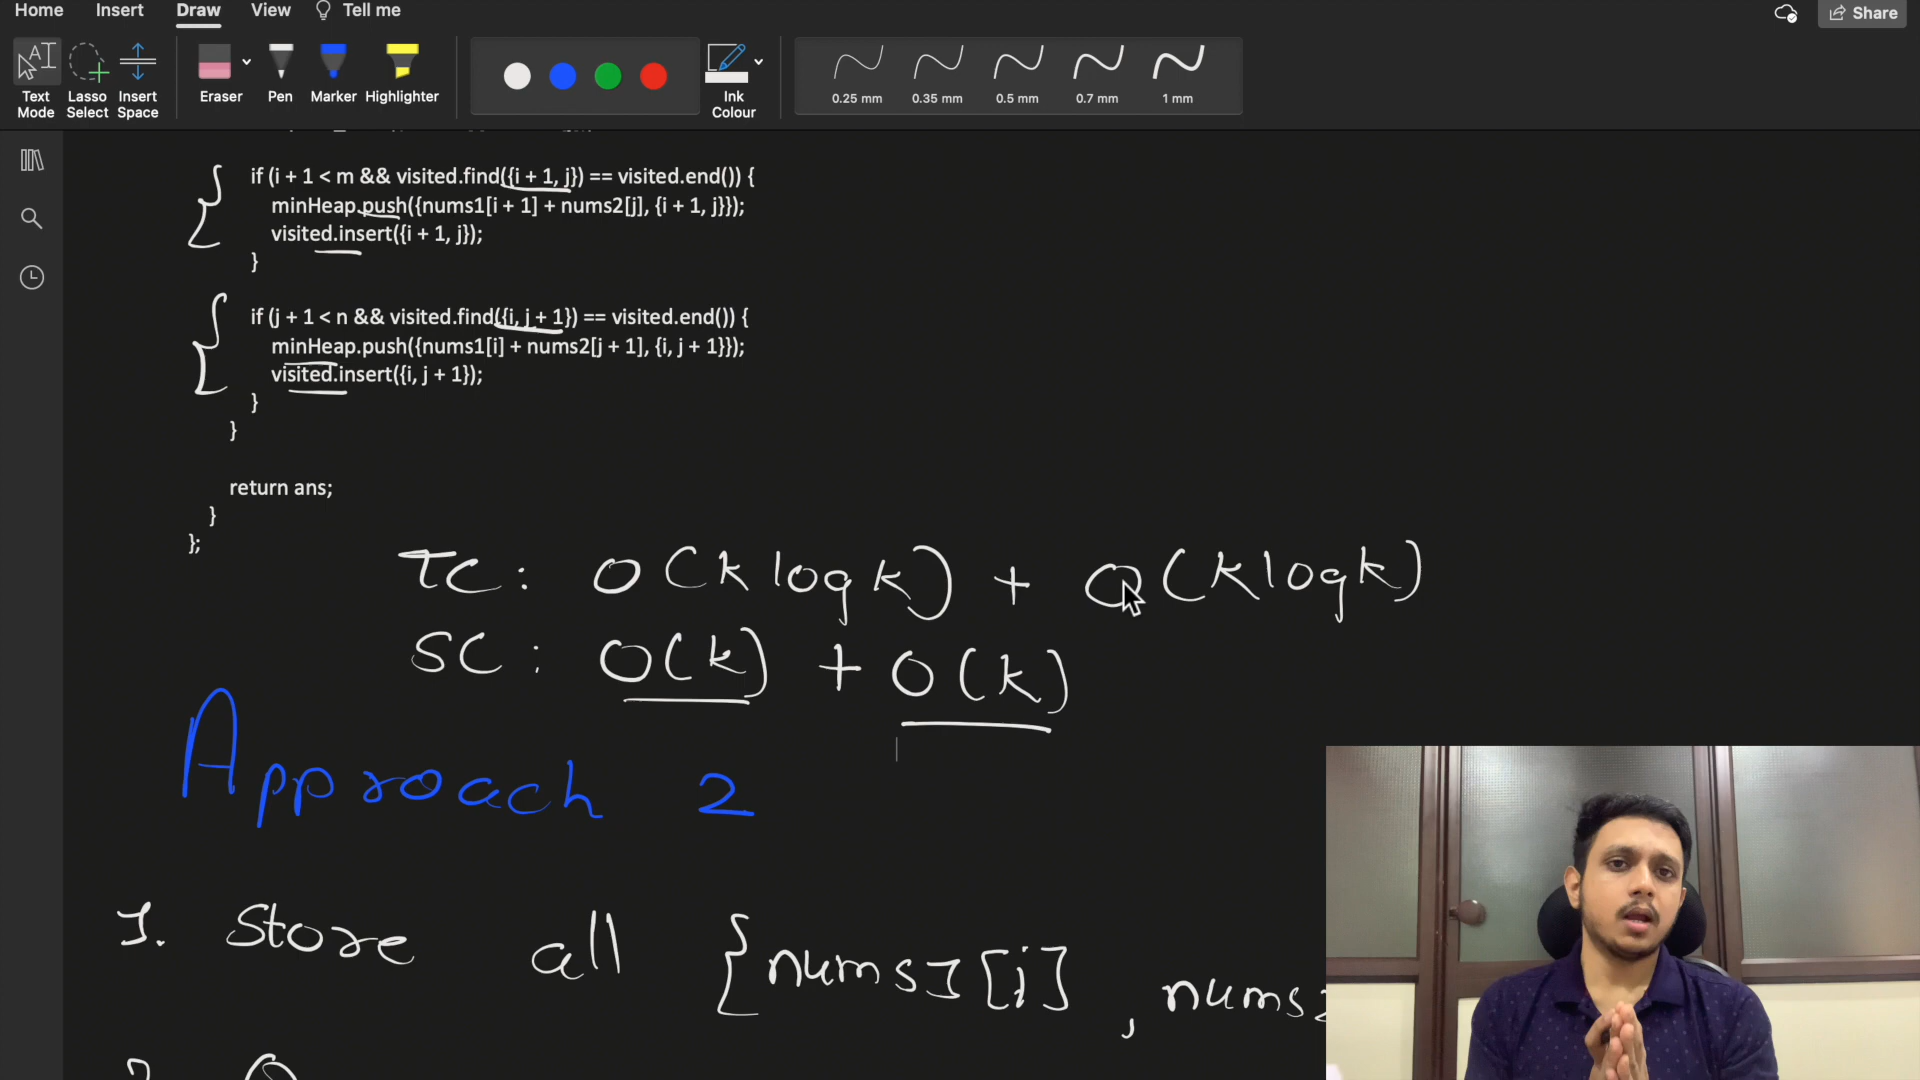 Home Insert Draw View Tell me Share
Text Mode Lasso Select Insert Space Eraser Pen Marker Highlighter Ink Colour 0.25 mm 0.35 mm 0.5 mm 0.7 mm 1 mm
if (i + 1 < m && visited.find({i + 1, j}) == visited.end()) {
minHeap.push({nums1[i + 1] + nums2[j], {i + 1, j}});
visited.insert({i + 1, j});
}
if (j + 1 < n && visited.find({i, j + 1}) == visited.end()) {
minHeap.push({nums1[i] + nums2[j + 1], {i, j + 1}});
visited.insert({i, j + 1});
}
}
return ans;
}
};
TC : O(k log k) + O(k log k)
SC : O(k) + O(k)
Approach 2
1. Store all {nums1[i] , nums2